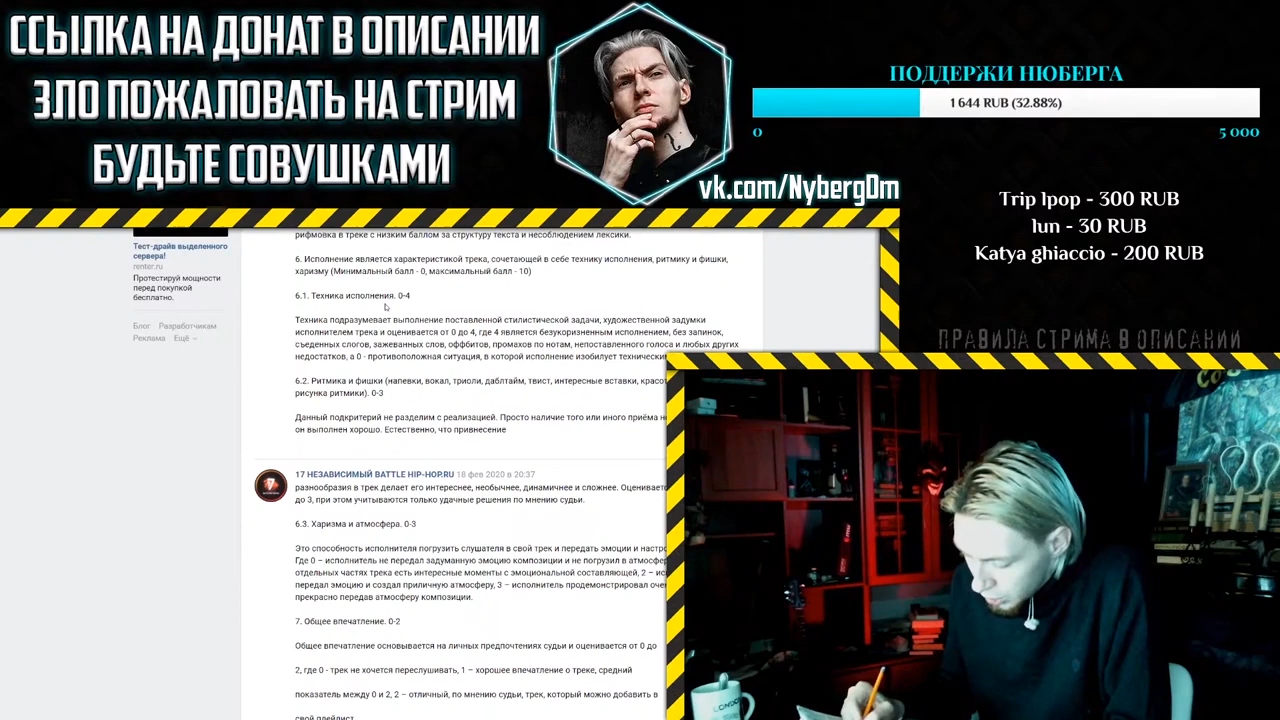 ССЫЛКА НА ДОНАТ В ОПИСАНИИ
ЗЛО ПОЖАЛОВАТЬ НА СТРИМ
БУДЬТЕ СОВУШКАМИ
vk.com/NybergDm
ПОДДЕРЖИ НЮБЕРГА
1 644 RUB (32.88%)
0
5 000
Trip lpop - 300 RUB
lun - 30 RUB
Katya ghiaccio - 200 RUB
ПРАВИЛА СТРИМА В ОПИСАНИИ
Тест-драйв выделенного
сервера!
renter.ru
Протестируй мощности
перед покупкой
бесплатно.
Блог Разработчикам
Реклама Ещё
рифмовка в треке с низким баллом за структуру текста и несоблюдением лексики.
6. Исполнение является характеристикой трека, сочетающей в себе технику исполнения, ритмику и фишки,
харизму (Минимальный балл - 0, максимальный балл - 10)
6.1. Техника исполнения. 0-4
Техника подразумевает выполнение поставленной стилистической задачи, художественной задумки
исполнителем трека и оценивается от 0 до 4, где 4 является безукоризненным исполнением, без запинок,
съеденных слогов, зажеванных слов, оффбитов, промахов по нотам, непоставленного голоса и любых других
недостатков, а 0 - противоположная ситуация, в которой исполнение изобилует
6.2. Ритмика и фишки (напевки, вокал, триоли, даблтайм, твист, интересные вставки,
рисунка ритмики). 0-3
Данный подкритерий не разделим с реализацией. Просто наличие того или иного приёма
он выполнен хорошо. Естественно, что привнесение
17 НЕЗАВИСИМЫЙ BATTLE HIP-HOP.RU 18 фев 2020 в 20:37
разнообразия в трек делает его интереснее, необычнее, динамичнее и сложнее.
до 3, при этом учитываются только удачные решения по мнению судьи.
6.3. Харизма и атмосфера. 0-3
Это способность исполнителя погрузить слушателя в свой трек и передать эмоции и
Где 0 – исполнитель не передал задуманную эмоцию композиции и не погрузил в
отдельных частях трека есть интересные моменты с эмоциональной составляющей, 2 –
передал эмоцию и создал приличную атмосферу, 3 – исполнитель продемонстрировал
прекрасно передав атмосферу композиции.
7. Общее впечатление. 0-2
Общее впечатление основывается на личных предпочтениях судьи и оценивается от 0 до
2, где 0 - трек не хочется переслушивать, 1 – хорошее впечатление о треке, средний
показатель между 0 и 2, 2 – отличный, по мнению судьи, трек, который можно добавить в
свой плейлист
LONDON